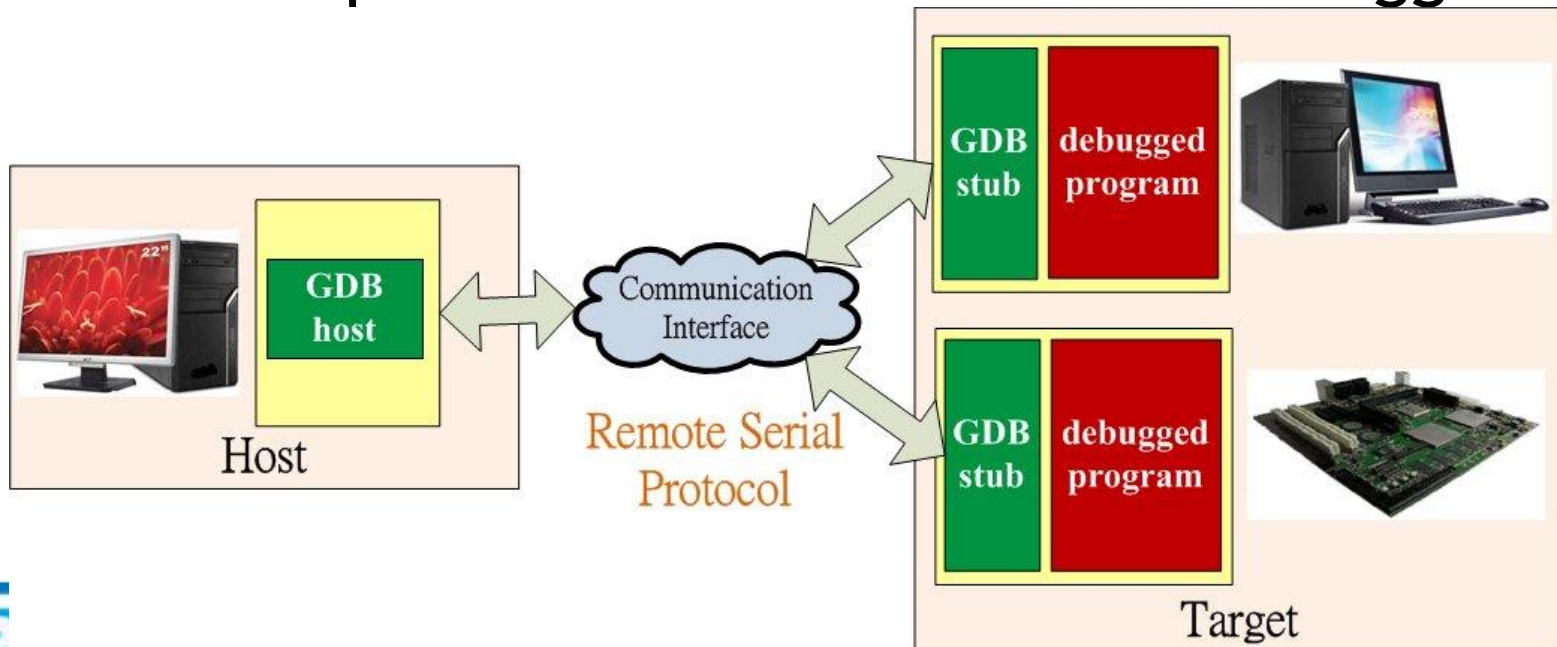 GDB
stub
debugged
program
22"
GDB
host
Host
Communication
Interface
Remote Serial
Protocol
GDB
stub
debugged
program
Target